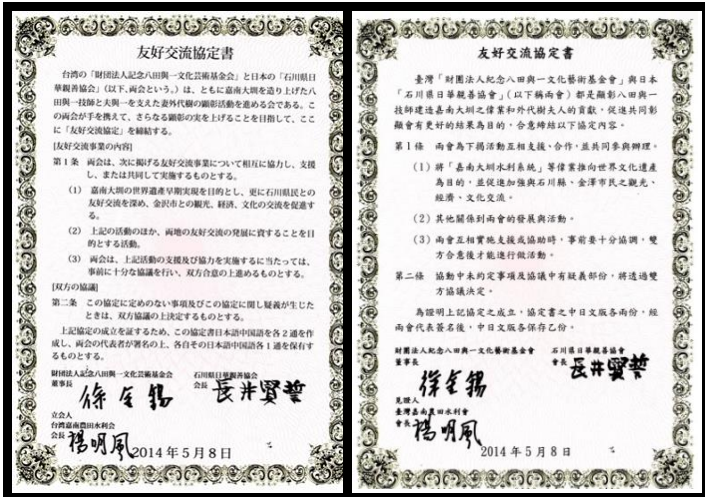 友好交流協定書
台湾の「財団法人記念八田與一文化芸術基金会」と日本の「石川県日
華親善協会」(以下、両会という。)は、ともに嘉南大圳を造り上げた八
田與一技師と夫與一を支えた妻外代樹の顕彰活動を進める会である。こ
の両会が手を携えて、さらなる顕彰の実を上げることを目指して、ここ
に「友好交流協定」を締結する。
[友好交流事業の内容]
第1条 両会は、次に掲げる友好交流事業について相互に協力し、支援
し、または共同して実施するものとする。
(1) 嘉南大圳の世界遺産早期実現を目的とし、更に石川県民との
友好交流を深め、金沢市との観光、経済、文化の交流を促進す
る。
(2) 上記の活動のほか、両地の友好交流の発展に資することを目
的とする活動。
(3) 両会は、上記活動の支援及び協力を実施するに当たっては、
事前に十分な協議を行い、双方合意の上進めるものとする。
[双方の協議]
第二条 この協定に定めのない事項及びこの協定に関し疑義が生じた
ときは、双方協議の上決定するものとする。
上記協定の成立を証するため、この協定書日本語中国語を各2通を作
成し、両会の代表者が署名の上、各自その日本語中国語各1通を保有す
るものとする。
財団法人記念八田與一文化芸術基金会
董事長 徐金錫
石川県日華親善協会
会長 長井賢誓
立会人
台湾嘉南農田水利会
会長 楊明風
2014年5月8日
友好交流協定書
臺灣「財團法人紀念八田與一文化藝術基金會」與日本
「石川県日華親善協會」(以下兩會)都是顯彰八田與一
技師建造嘉南大圳之偉業和外代樹夫人的貢獻,促進共同彰
顯會有更好的結果為目的,合意締結以下協定內容。
第1條 兩會為下揭活動互相支援、合作,並共同參與辦理。
(1)將「嘉南大圳水利系統」等偉業推向世界文化遺產
為目的,並促進加強與石川縣、金澤市民之觀光、
經濟、文化交流。
(2)其他關係到兩會的發展與活動。
(3)兩會互相實施支援或協助時,事前要十分協調,雙
方合意後才能進行做活動。
第二條 協動中未約定事項及協議中有疑義部份,將透過雙
方協議決定。
為證明上記協定之成立,協定書之中日文版各兩份,經
兩會代表簽名後,中日文版各保存乙份。
財團法人紀念八田與一文化藝術基金會
董事長 徐金錫
石川県日華親善協會
會長 長井賢誓
見證人
臺灣嘉南農田水利會
會長 楊明風
2014年5月8日